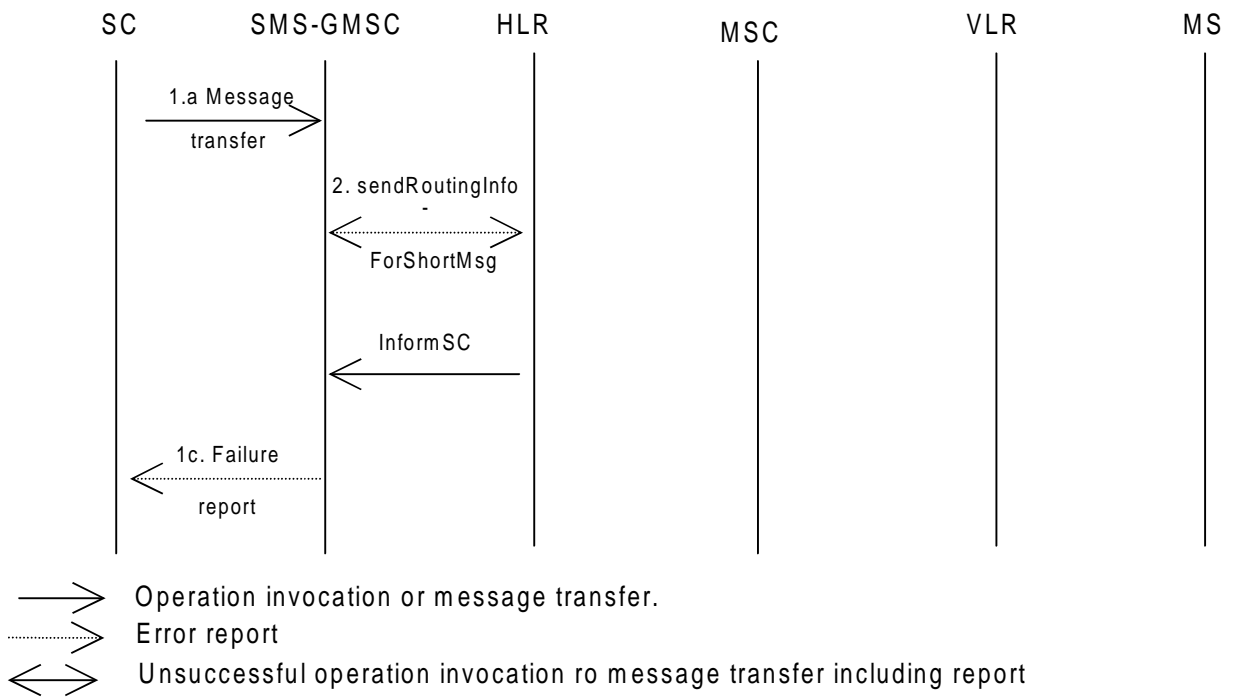 SC SMS-GMSC HLR MSC VLR MS
1.a Message
transfer
2. sendRoutingInfo
-
ForShortMsg
InformSC
1c. Failure
report
Operation invocation or message transfer.
Error report
Unsuccessful operation invocation ro message transfer including report